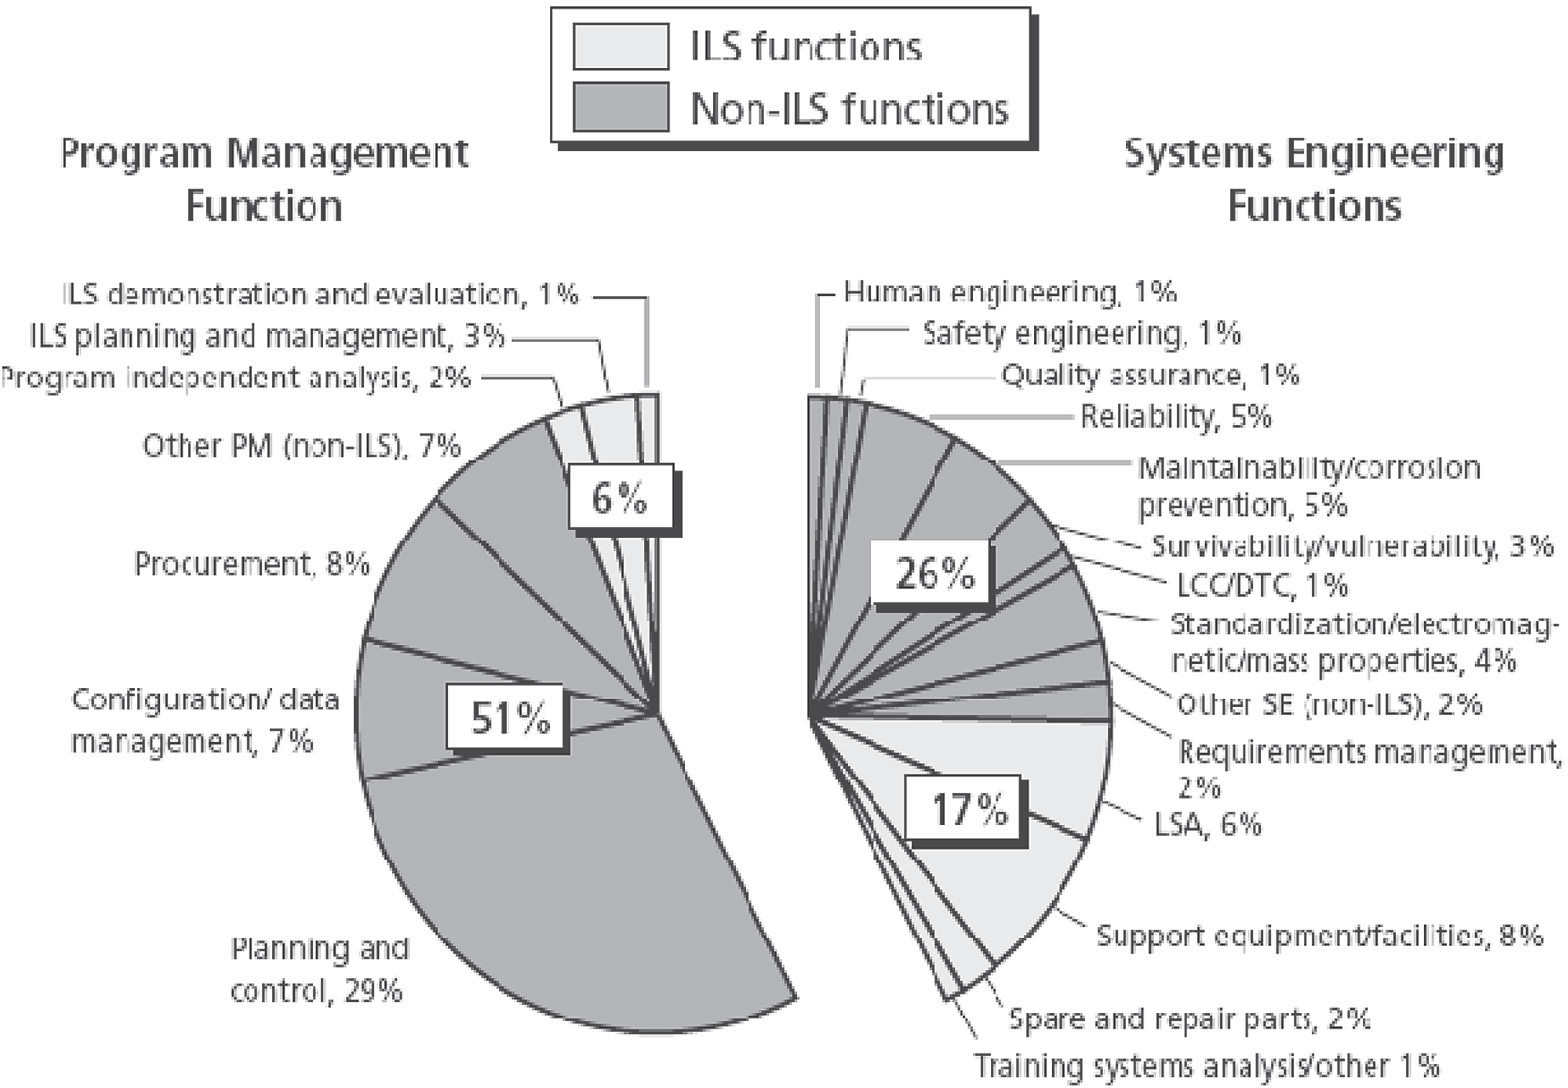 ILS functions
Non-ILS functions
Program Management
Function
Systems Engineering
Functions
ILS demonstration and evaluation, 1%
ILS planning and management, 3%
Program independent analysis, 2%
Other PM (non-ILS), 7%
Procurement, 8%
Configuration/ data
management, 7%
Planning and
control, 29%
6%
51%
Human engineering, 1%
Safety engineering, 1%
Quality assurance, 1%
Reliability, 5%
Maintainability/corrosion
prevention, 5%
Survivability/vulnerability, 3%
LCC/DTC, 1%
Standardization/electromag-
netic/mass properties, 4%
Other SE (non-ILS), 2%
Requirements management,
2%
LSA, 6%
Support equipment/facilities, 8%
Spare and repair parts, 2%
Training systems analysis/other 1%
26%
17%